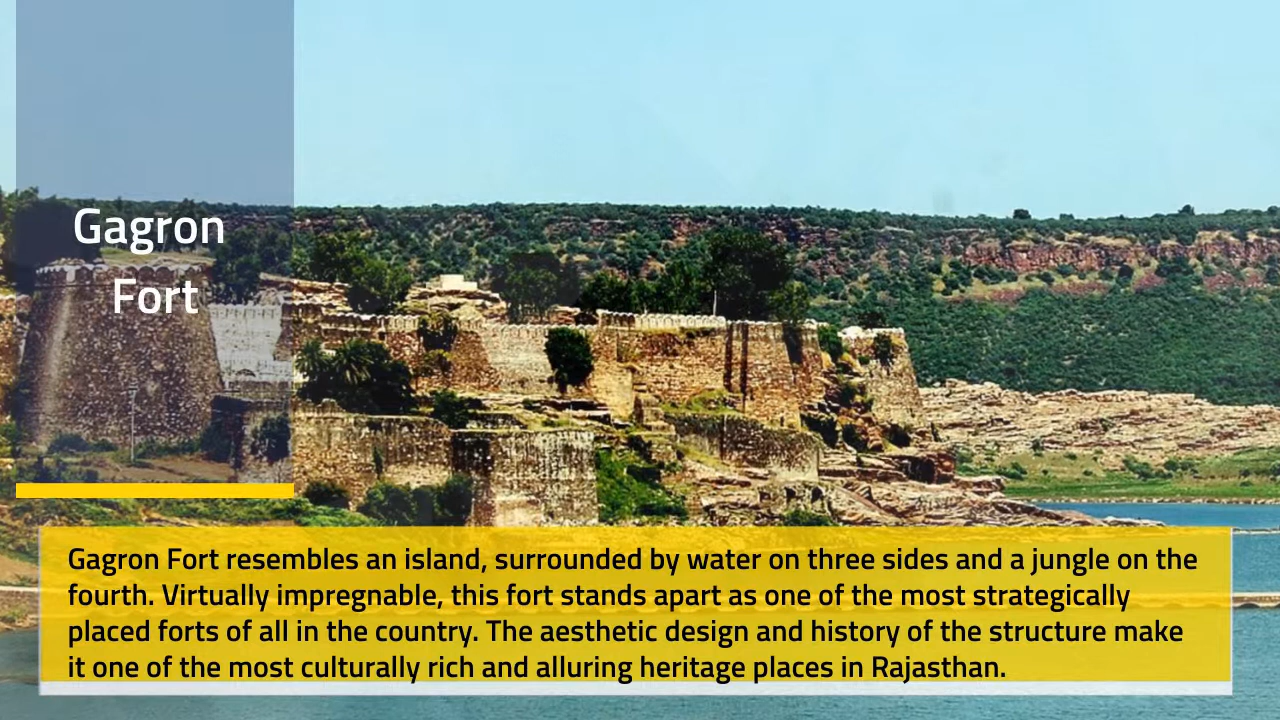 Gagron
Fort
Gagron Fort resembles an island, surrounded by water on three sides and a jungle on the
fourth. Virtually impregnable, this fort stands apart as one of the most strategically
placed forts of all in the country. The aesthetic design and history of the structure make
it one of the most culturally rich and alluring heritage places in Rajasthan.